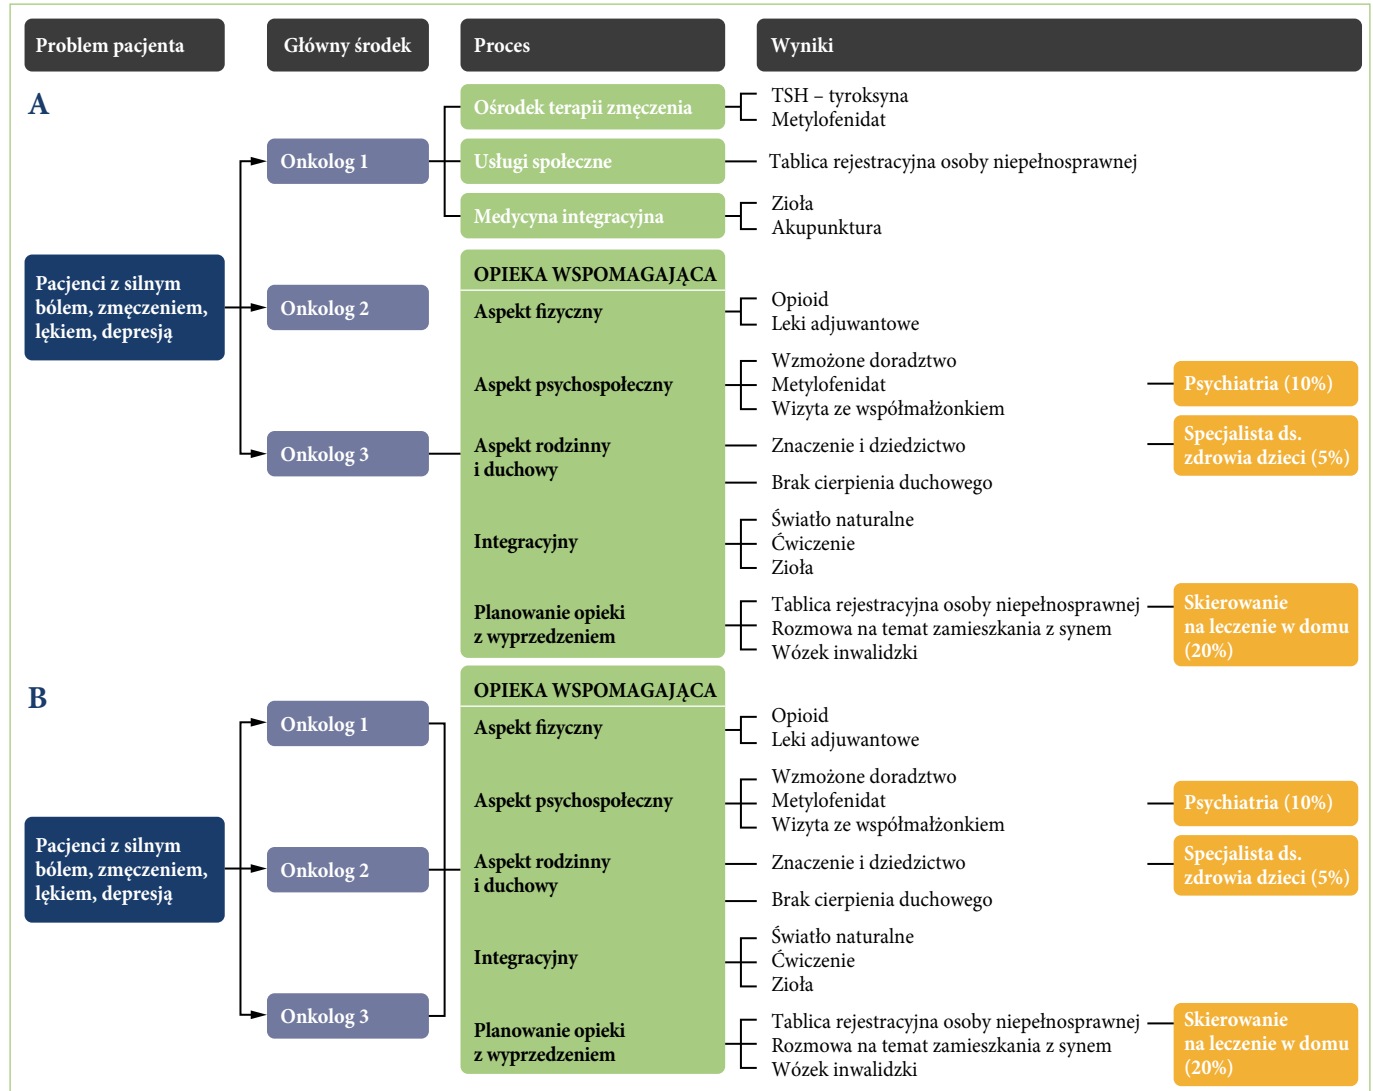 Problem pacjenta
Główny środek
Proces
Wyniki
A
Pacjenci z silnym
bólem, zmęczeniem,
lękiem, depresją
Onkolog 1
Onkolog 2
Onkolog 3
Ośrodek terapii zmęczenia
TSH – tyroksyna
Metylofenidat
Usługi społeczne
Tablica rejestracyjna osoby niepełnosprawnej
Medycyna integracyjna
Zioła
Akupunktura
OPIEKA WSPOMAGAJĄCA
Aspekt fizyczny
Opioid
Leki adjuwantowe
Aspekt psychospołeczny
Wzmożone doradztwo
Metylofenidat
Wizyta ze współmałżonkiem
Psychiatria (10%)
Aspekt rodzinny
i duchowy
Znaczenie i dziedzictwo
Brak cierpienia duchowego
Specjalista ds.
zdrowia dzieci (5%)
Integracyjny
Światło naturalne
Ćwiczenie
Zioła
Planowanie opieki
z wyprzedzeniem
Tablica rejestracyjna osoby niepełnosprawnej
Rozmowa na temat zamieszkania z synem
Wózek inwalidzki
Skierowanie
na leczenie w domu
(20%)
B
Pacjenci z silnym
bólem, zmęczeniem,
lękiem, depresją
Onkolog 1
Onkolog 2
Onkolog 3
OPIEKA WSPOMAGAJĄCA
Aspekt fizyczny
Opioid
Leki adjuwantowe
Aspekt psychospołeczny
Wzmożone doradztwo
Metylofenidat
Wizyta ze współmałżonkiem
Psychiatria (10%)
Aspekt rodzinny
i duchowy
Znaczenie i dziedzictwo
Brak cierpienia duchowego
Specjalista ds.
zdrowia dzieci (5%)
Integracyjny
Światło naturalne
Ćwiczenie
Zioła
Planowanie opieki
z wyprzedzeniem
Tablica rejestracyjna osoby niepełnosprawnej
Rozmowa na temat zamieszkania z synem
Wózek inwalidzki
Skierowanie
na leczenie w domu
(20%)